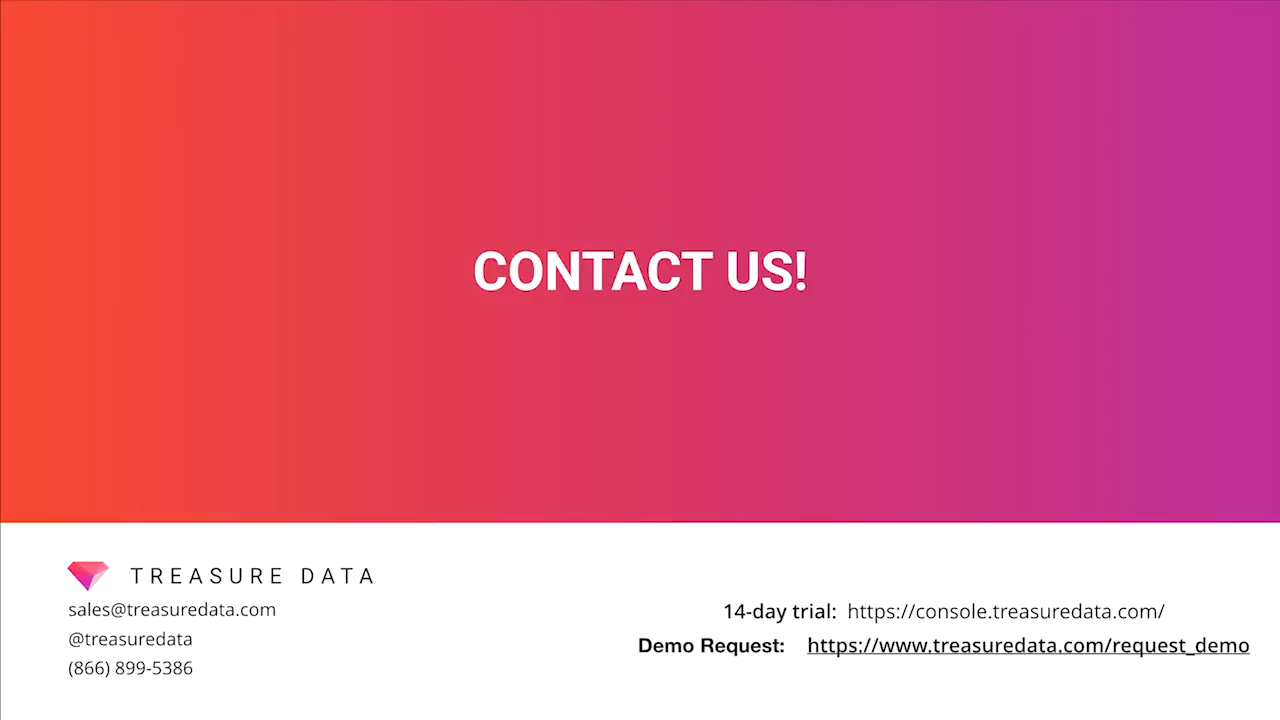 CONTACT US!
TREASURE DATA
sales@treasuredata.com
@treasuredata
(866) 899-5386
14-day trial: https://console.treasuredata.com/
Demo Request: https://www.treasuredata.com/request_demo